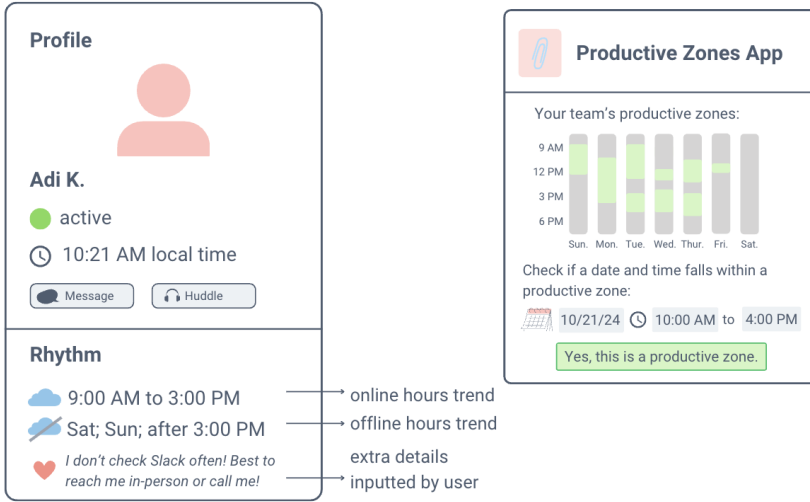 Profile
Adi K.
active
10:21 AM local time
Message
Huddle
Rhythm
9:00 AM to 3:00 PM
Sat; Sun; after 3:00 PM
I don't check Slack often! Best to
reach me in-person or call me!
online hours trend
offline hours trend
extra details
inputted by user
Productive Zones App
Your team's productive zones:
9 AM
12 PM
3 PM
6 PM
Sun. Mon. Tue. Wed. Thur. Fri. Sat.
Check if a date and time falls within a
productive zone:
10/21/24 10:00 AM to 4:00 PM
Yes, this is a productive zone.